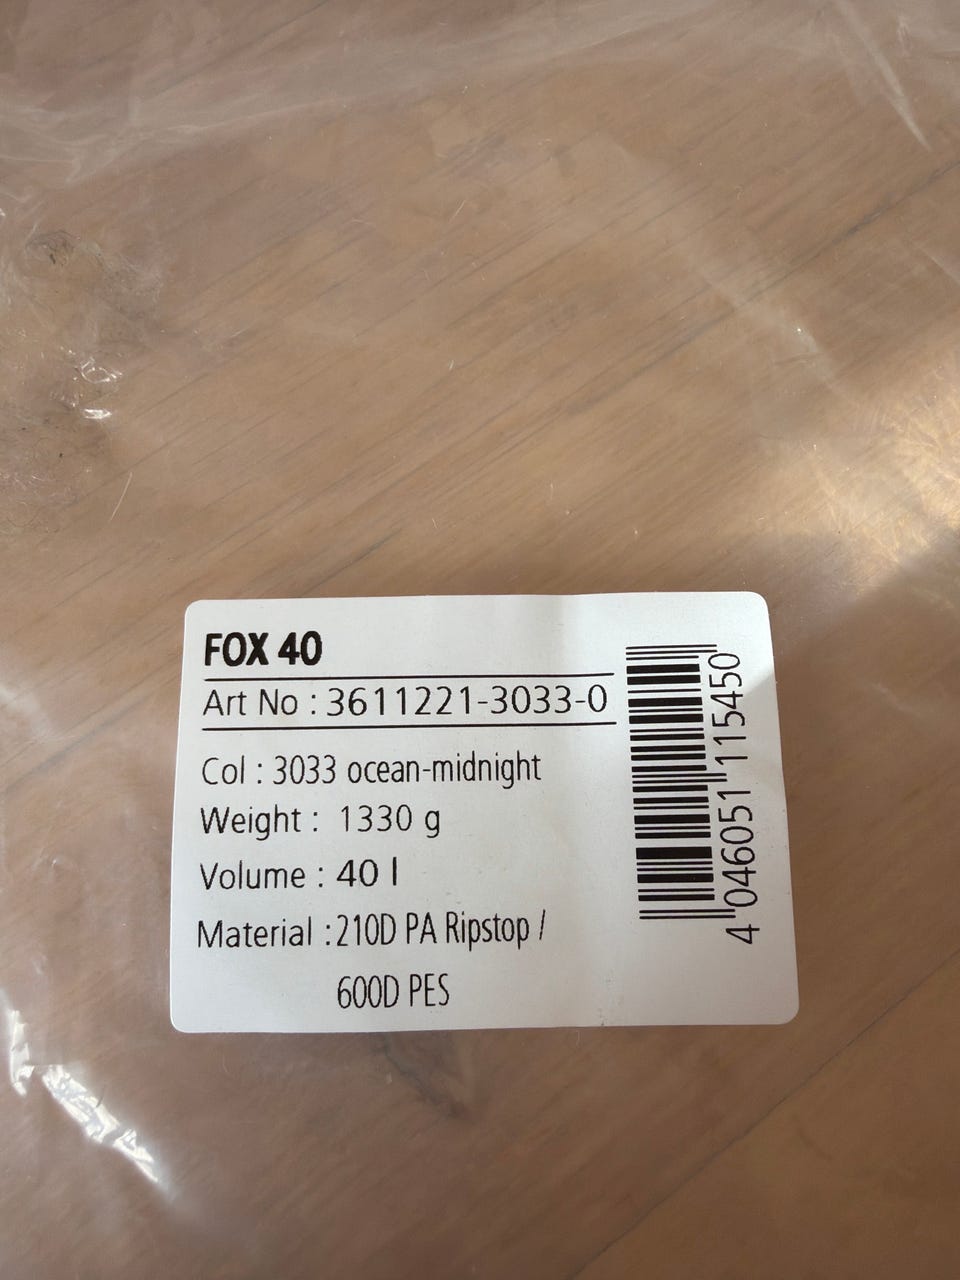 FOX 40
Art No : 3611221-3033-0
Col : 3033 ocean-midnight
Weight : 1330 g
Volume : 40 l
Material : 210D PA Ripstop /
600D PES
4 046051 115450